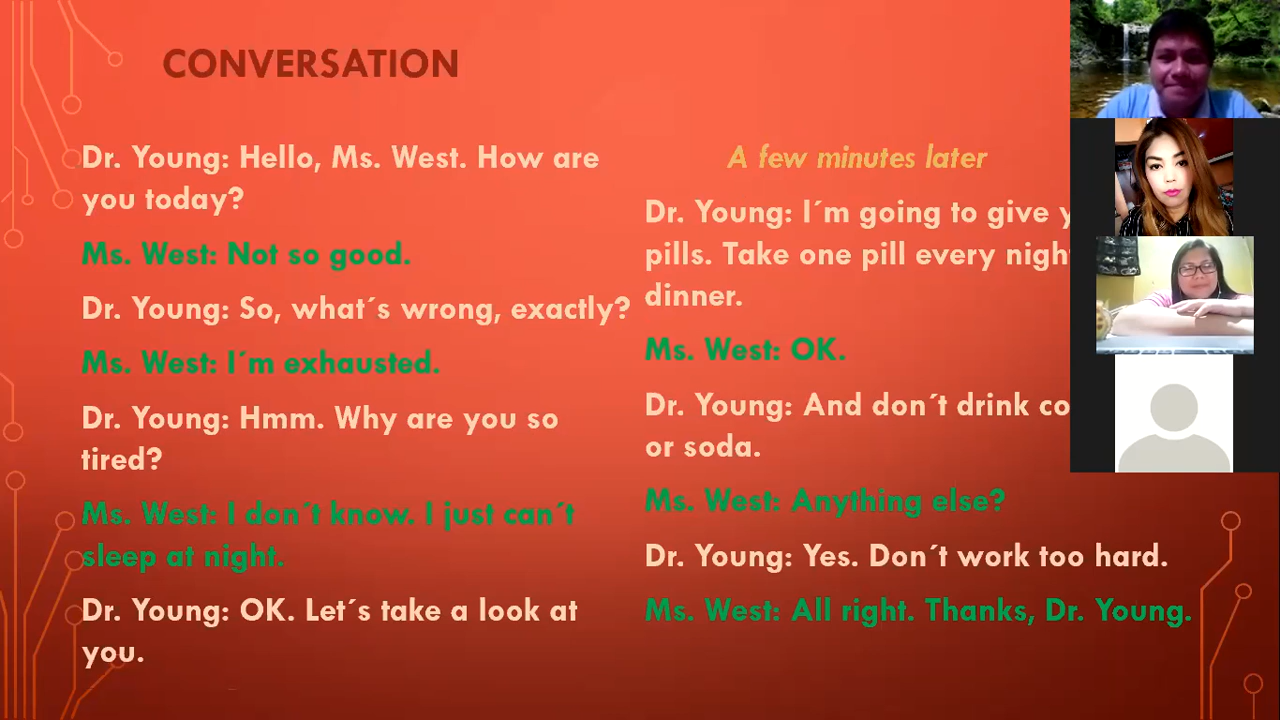 CONVERSATION
Dr. Young: Hello, Ms. West. How are
you today?
Ms. West: Not so good.
Dr. Young: So, what´s wrong, exactly?
Ms. West: I´m exhausted.
Dr. Young: Hmm. Why are you so
tired?
Ms. West: I don´t know. I just can´t
sleep at night.
Dr. Young: OK. Let´s take a look at
you.
A few minutes later
Dr. Young: I´m going to give
pills. Take one pill every
dinner.
Ms. West: OK.
Dr. Young: And don´t drink
or soda.
Ms. West: Anything else?
Dr. Young: Yes. Don´t work too hard.
Ms. West: All right. Thanks, Dr. Young.